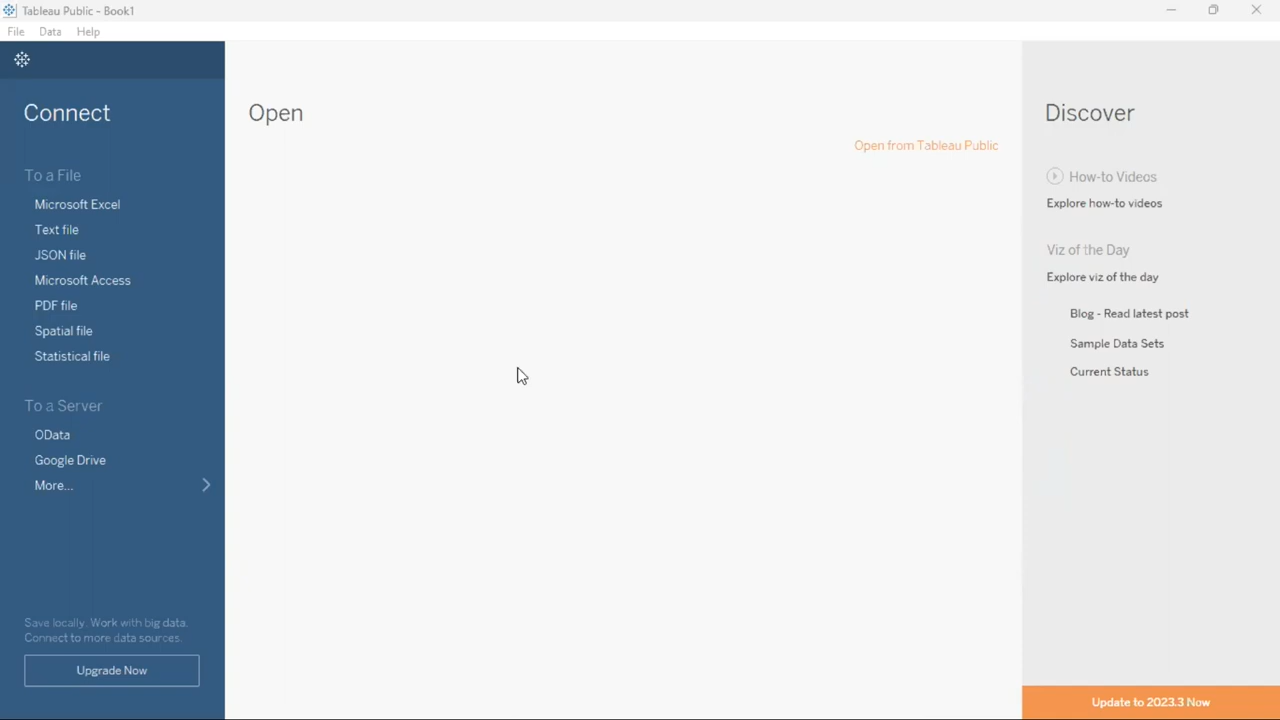 Tableau Public - Book1
File Data Help
Connect
To a File
Microsoft Excel
Text file
JSON file
Microsoft Access
PDF file
Spatial file
Statistical file
To a Server
OData
Google Drive
More...
Save locally. Work with big data.
Connect to more data sources.
Upgrade Now
Open
Open from Tableau Public
Discover
How-to Videos
Explore how-to videos
Viz of the Day
Explore viz of the day
Blog - Read latest post
Sample Data Sets
Current Status
Update to 2023.3 Now